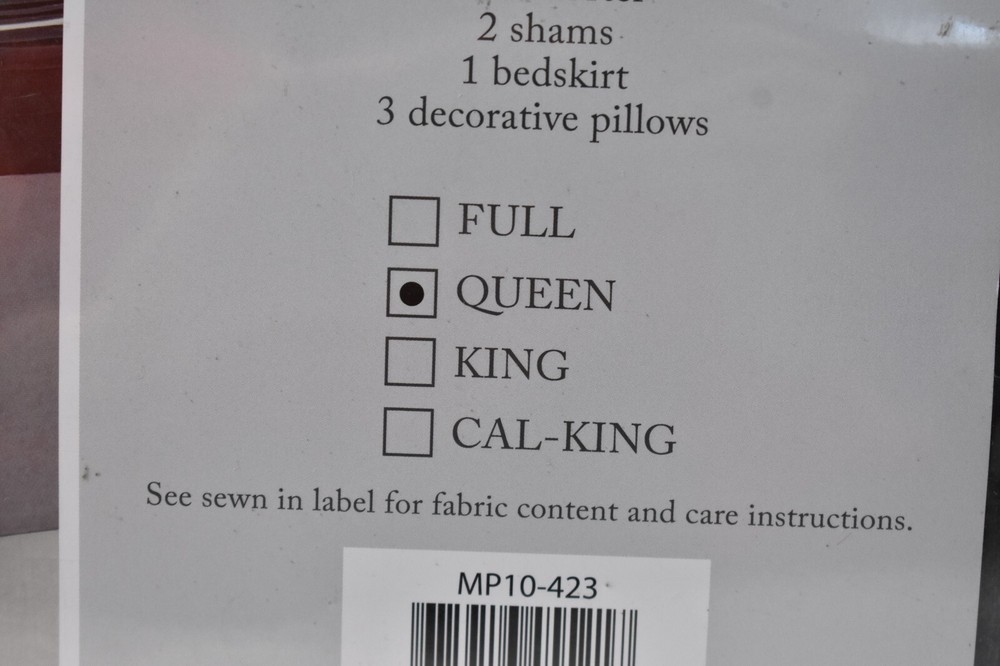 2 shams
1 bedskirt
3 decorative pillows
FULL
QUEEN
KING
CAL-KING
See sewn in label for fabric content and care instructions.
MP10-423